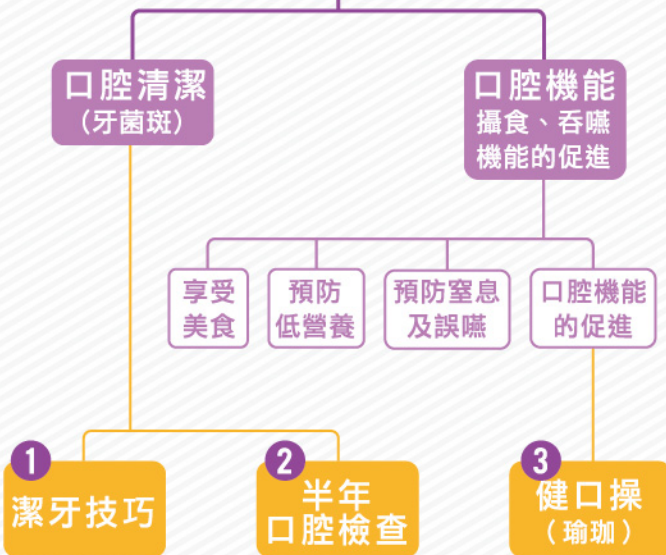 口腔清潔
（牙菌斑）
口腔機能
攝食、吞嚥
機能的促進
享受
美食
預防
低營養
預防窒息
及誤嚥
口腔機能
的促進
1
潔牙技巧
2
半年
口腔檢查
3
健口操
（瑜珈）